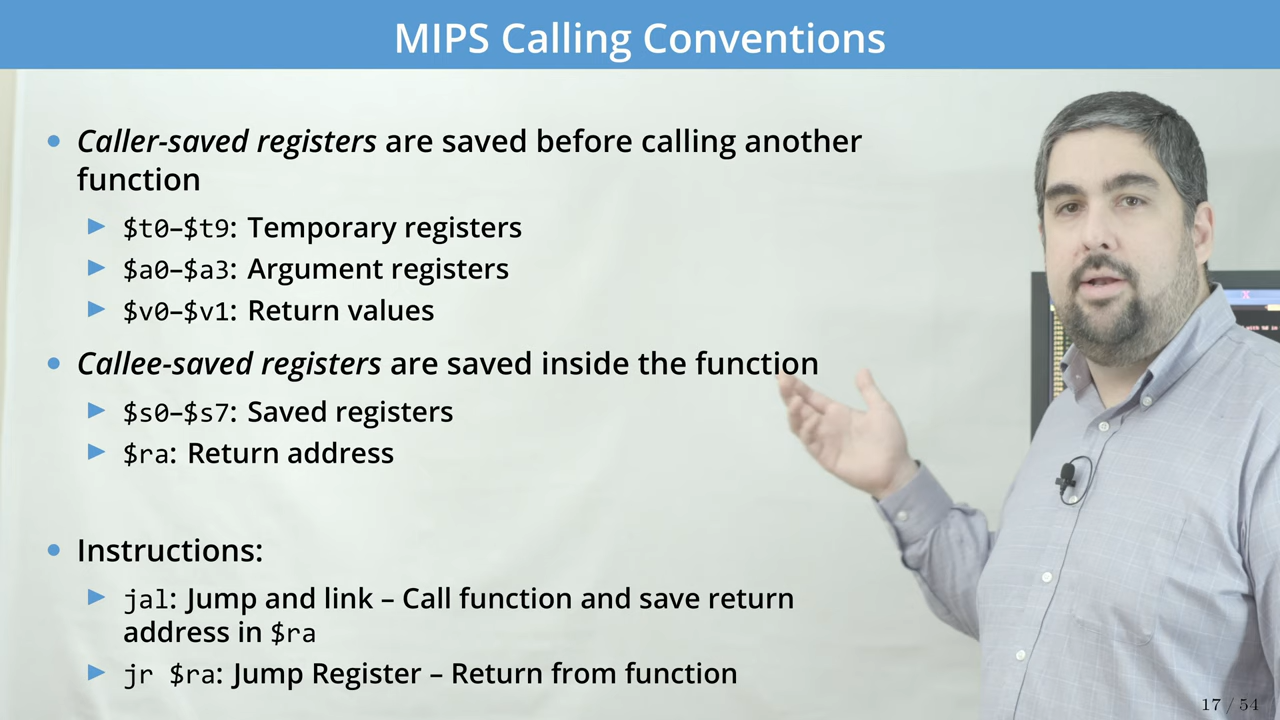 MIPS Calling Conventions
Caller-saved registers are saved before calling another
function
$t0–$t9: Temporary registers
$a0–$a3: Argument registers
$v0–$v1: Return values
Callee-saved registers are saved inside the function
$s0–$s7: Saved registers
$ra: Return address
Instructions:
jal: Jump and link – Call function and save return
address in $ra
jr $ra: Jump Register – Return from function
17 / 54